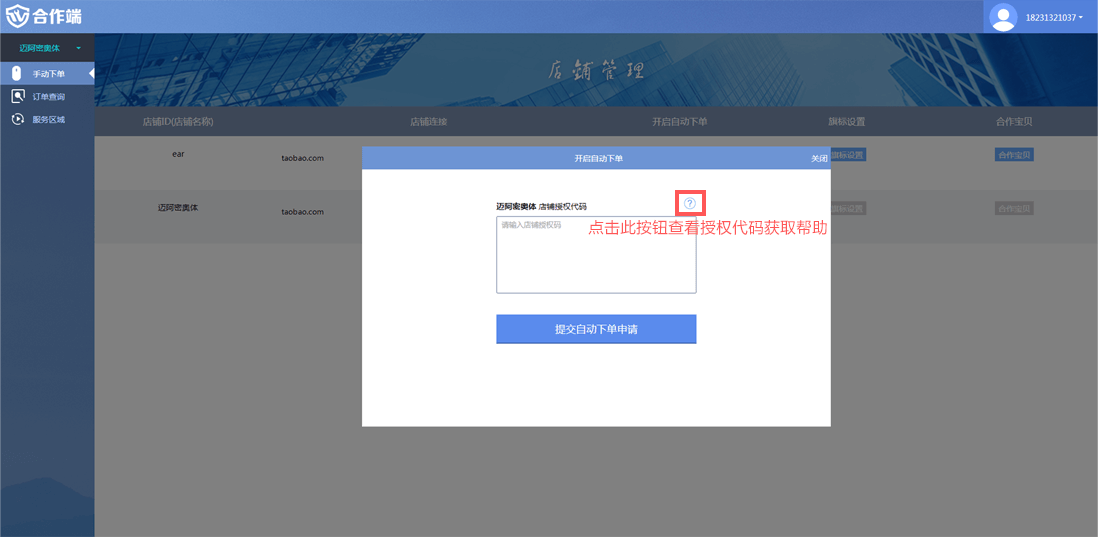 合作端
18231321037
迈阿密奥体
手动下单
订单查询
服务区域
店铺管理
店铺ID(店铺名称) 店铺连接 开启自动下单 旗标设置 合作宝贝
ear taobao.com 旗标设置 合作宝贝
迈阿密奥体 taobao.com 旗标设置 合作宝贝
开启自动下单 关闭
迈阿密奥体 店铺授权代码 ?
请输入店铺授权码
点击此按钮查看授权代码获取帮助
提交自动下单申请